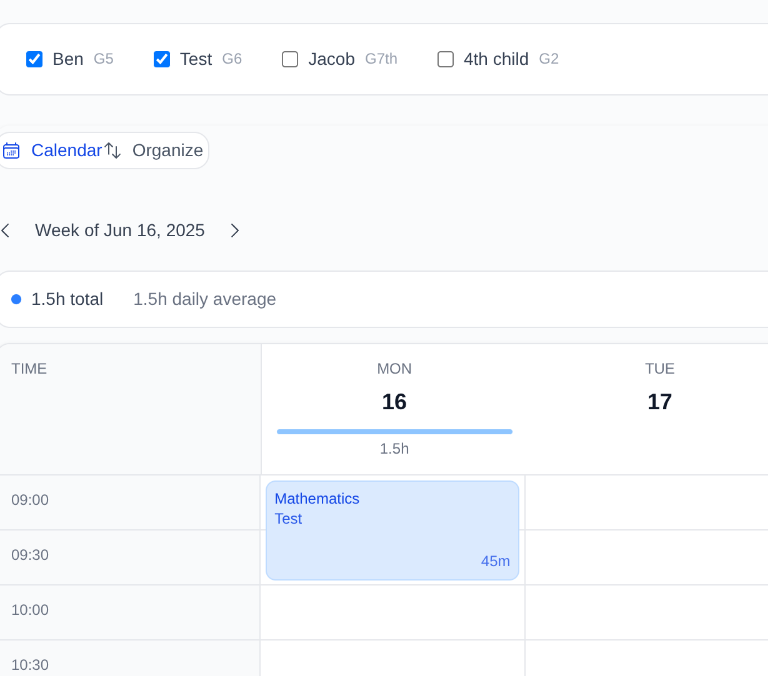 Ben G5 Test G6 Jacob G7th 4th child G2
Calendar Organize
Week of Jun 16, 2025
1.5h total 1.5h daily average
TIME MON TUE
16 17
1.5h
09:00 Mathematics
Test
09:30 45m
10:00
10:30